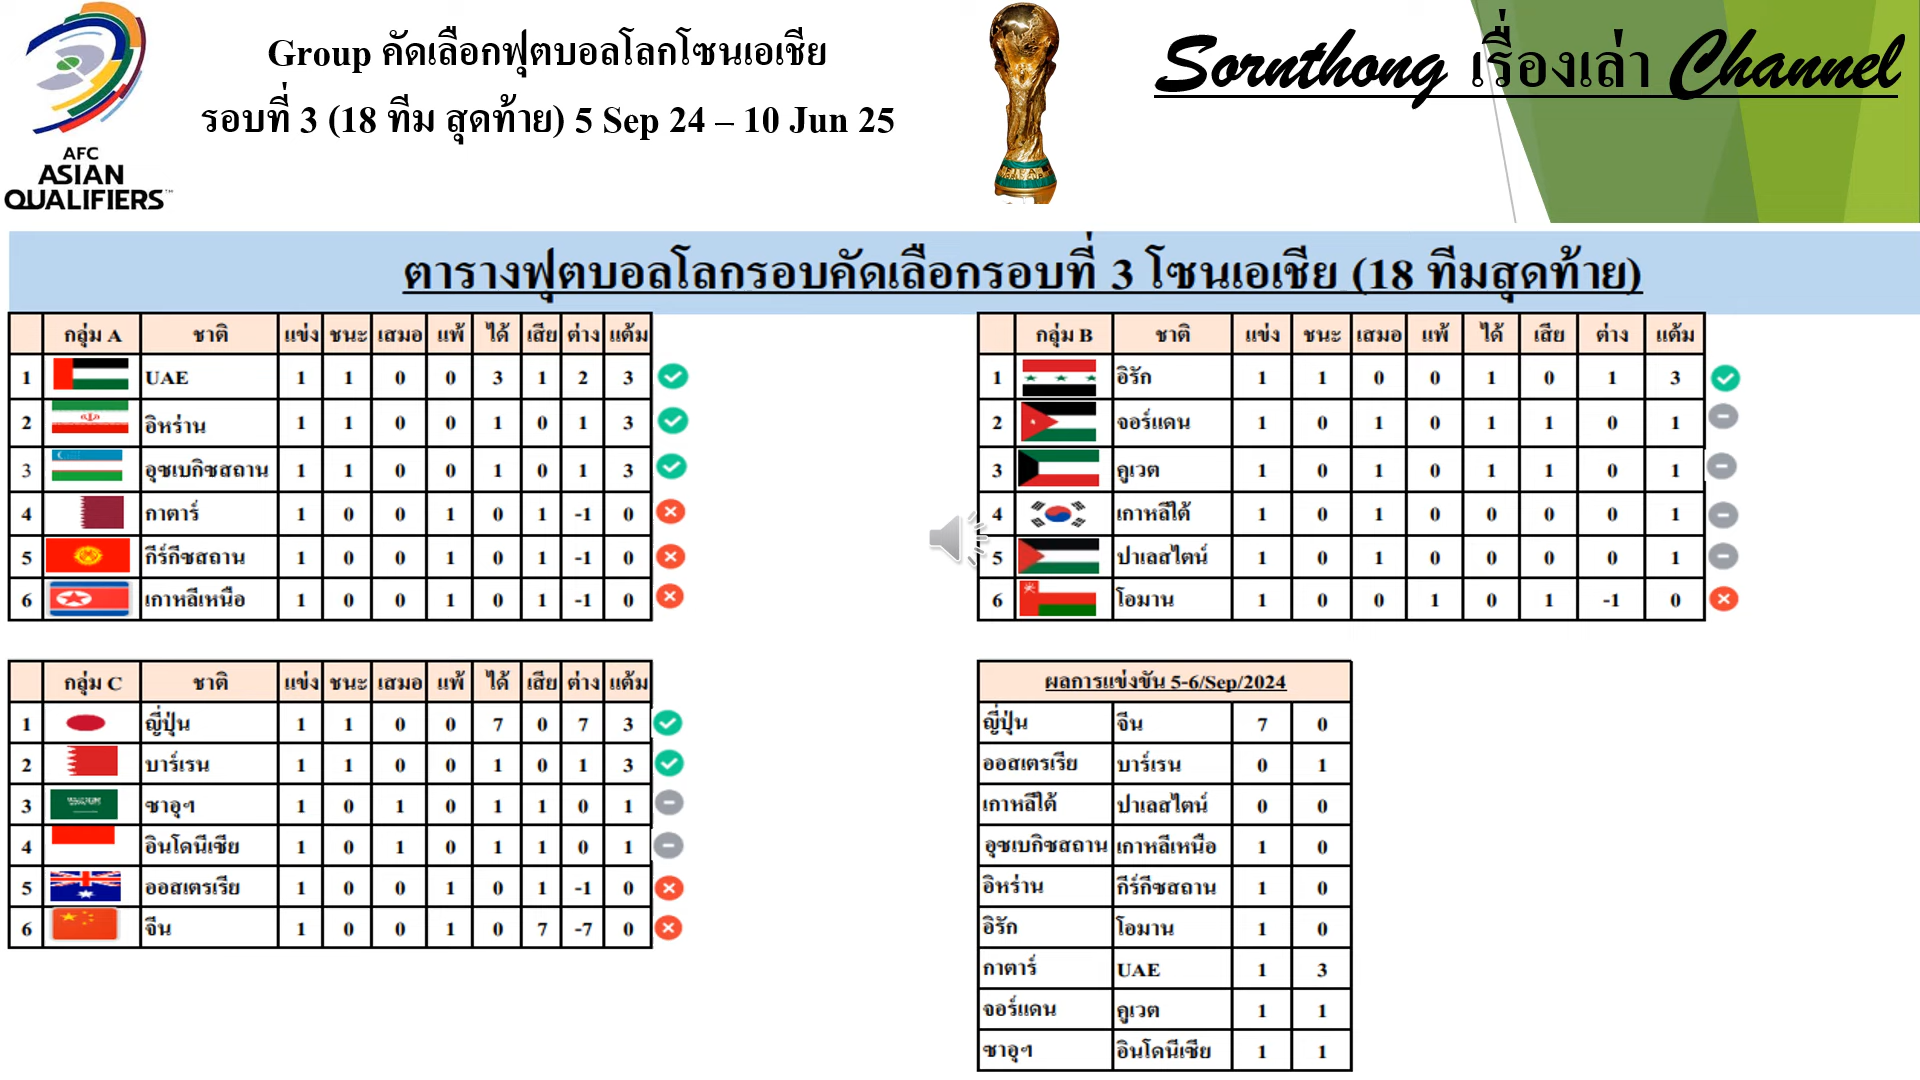 AFC
ASIAN
QUALIFIERS™
Group คัดเลือกฟุตบอลโลกโซนเอเชีย
รอบที่ 3 (18 ทีม สุดท้าย) 5 Sep 24 – 10 Jun 25
Sornthong เรื่องเล่า Channel
ตารางฟุตบอลโลกรอบคัดเลือกรอบที่ 3 โซนเอเชีย (18 ทีมสุดท้าย)
กลุ่ม A ชาติ แข่ง ชนะ เสมอ แพ้ ได้ เสีย ต่าง แต้ม
1 UAE 1 1 0 0 3 1 2 3
2 อิหร่าน 1 1 0 0 1 0 1 3
3 อุซเบกิซสถาน 1 1 0 0 1 0 1 3
4 กาตาร์ 1 0 0 1 0 1 -1 0
5 กีร์กีซสถาน 1 0 0 1 0 1 -1 0
6 เกาหลีเหนือ 1 0 0 1 0 1 -1 0
กลุ่ม B ชาติ แข่ง ชนะ เสมอ แพ้ ได้ เสีย ต่าง แต้ม
1 อิรัก 1 1 0 0 1 0 1 3
2 จอร์แดน 1 0 1 0 1 1 0 1
3 คูเวต 1 0 1 0 1 1 0 1
4 เกาหลีใต้ 1 0 1 0 0 0 0 1
5 ปาเลสไตน์ 1 0 1 0 0 0 0 1
6 โอมาน 1 0 0 1 0 1 -1 0
กลุ่ม C ชาติ แข่ง ชนะ เสมอ แพ้ ได้ เสีย ต่าง แต้ม
1 ญี่ปุ่น 1 1 0 0 7 0 7 3
2 บาร์เรน 1 1 0 0 1 0 1 3
3 ซาอุฯ 1 0 1 0 1 1 0 1
4 อินโดนีเซีย 1 0 1 0 1 1 0 1
5 ออสเตรเรีย 1 0 0 1 0 1 -1 0
6 จีน 1 0 0 1 0 7 -7 0
ผลการแข่งขัน 5-6/Sep/2024
ญี่ปุ่น จีน 7 0
ออสเตรเรีย บาร์เรน 0 1
เกาหลีใต้ ปาเลสไตน์ 0 0
อุซเบกิซสถาน เกาหลีเหนือ 1 0
อิหร่าน กีร์กีซสถาน 1 0
อิรัก โอมาน 1 0
กาตาร์ UAE 1 3
จอร์แดน คูเวต 1 1
ซาอุฯ อินโดนีเซีย 1 1